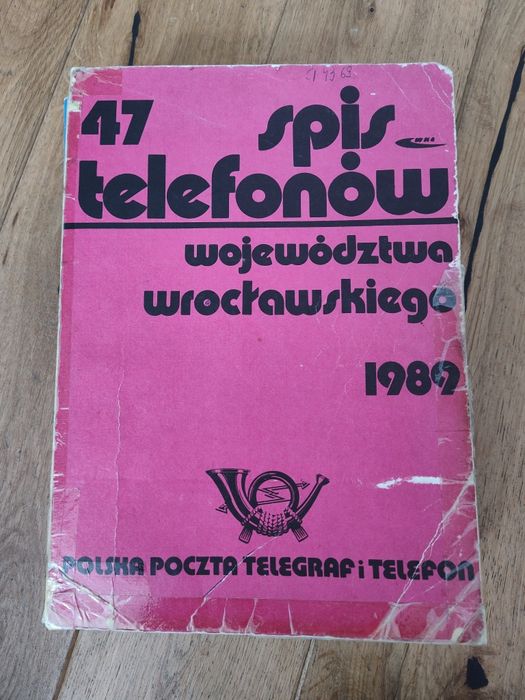 47 spis
telefonów
województwa
wrocławskiego
1989
POLSKA POCZTA TELEGRAF i TELEFON